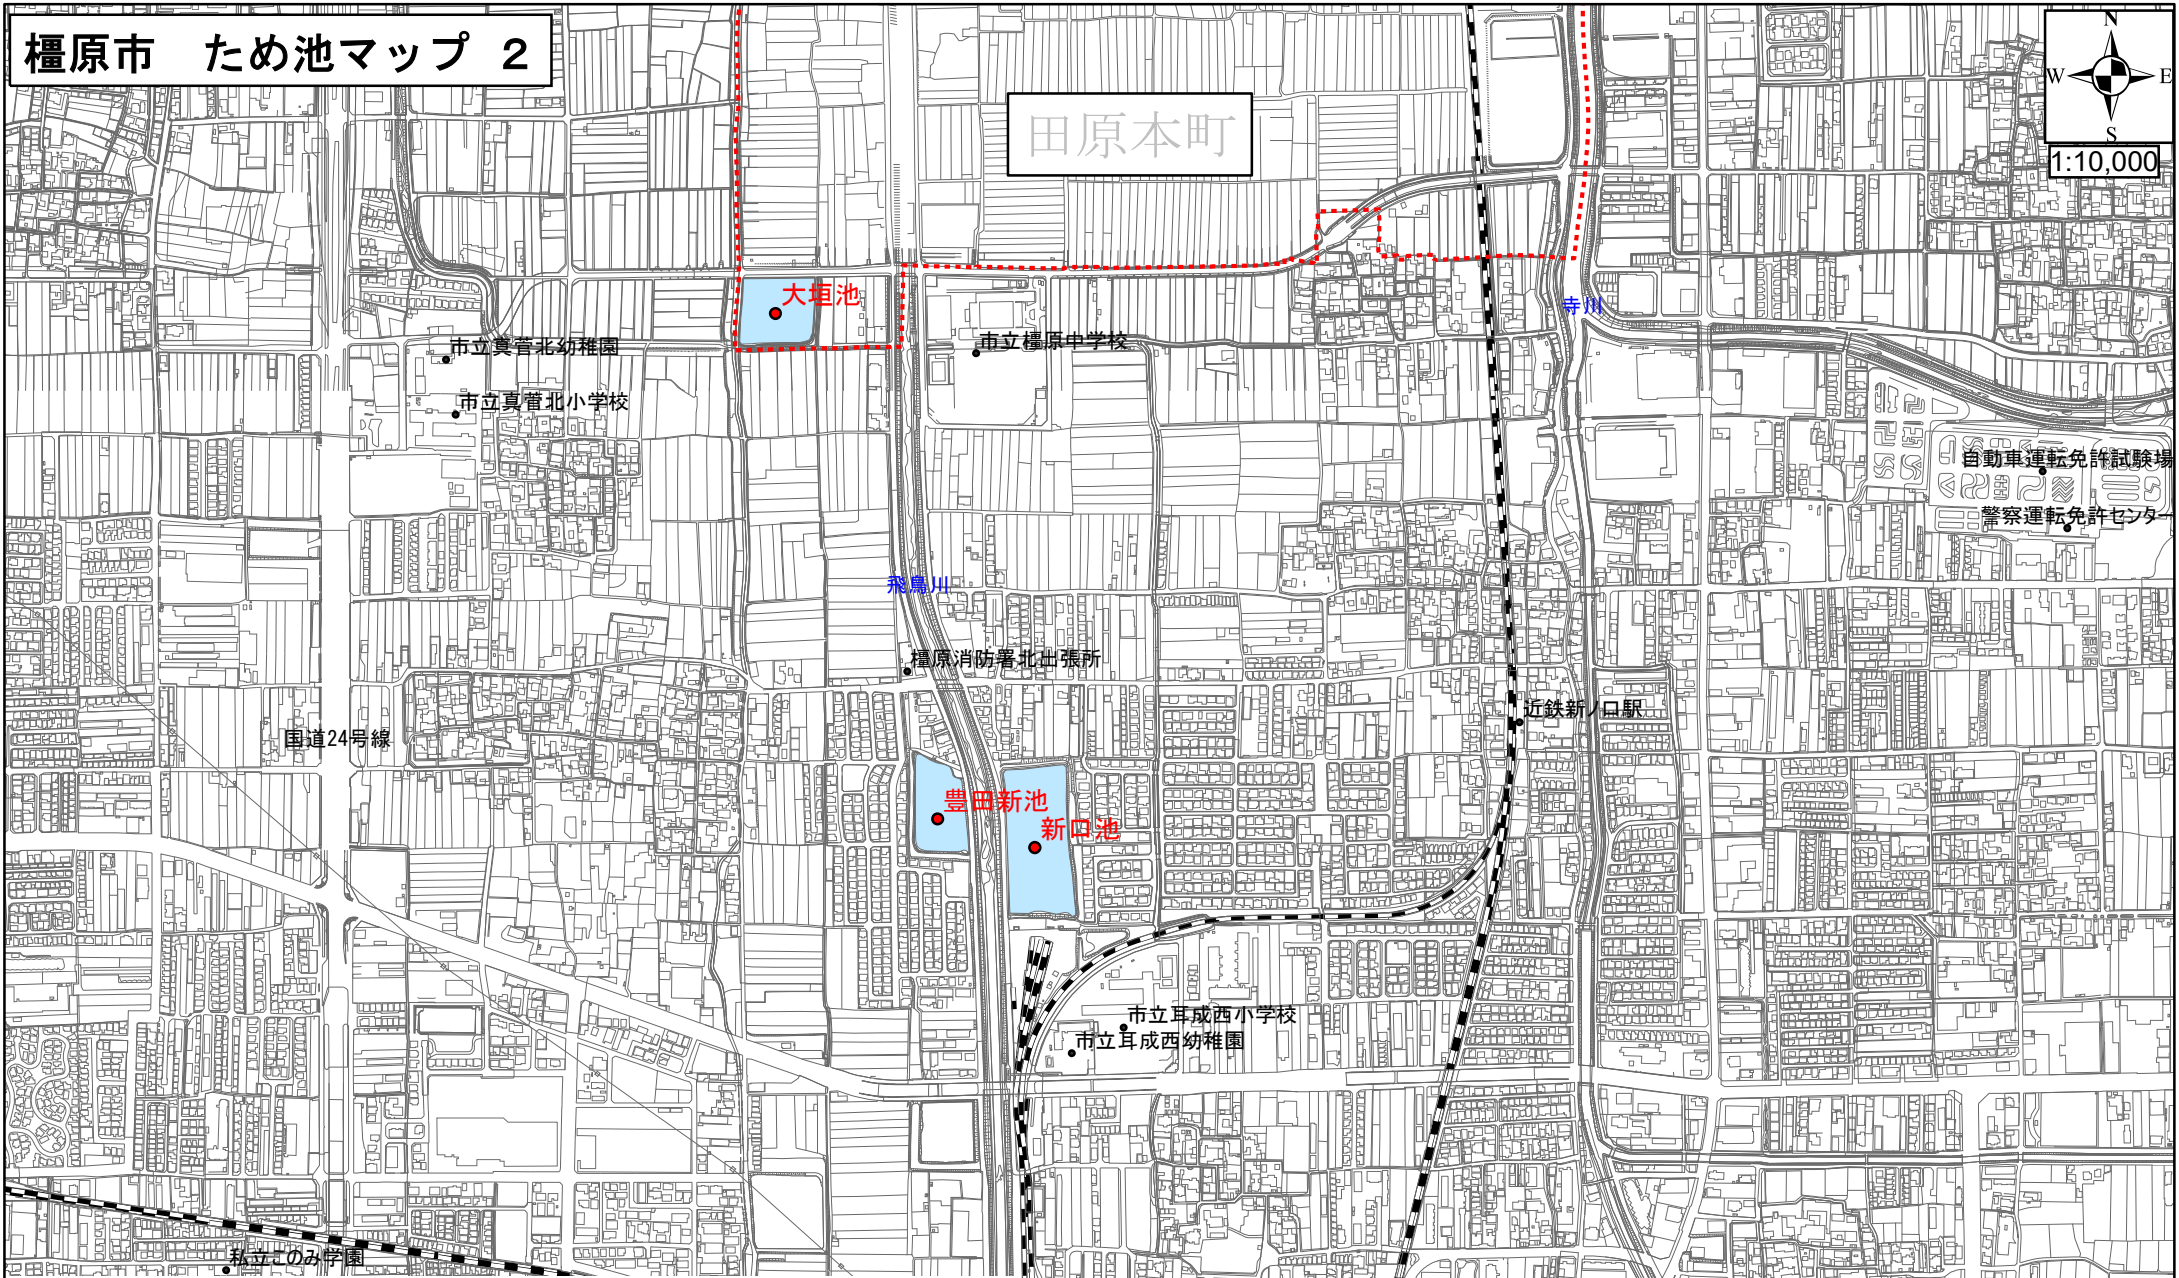 橿原市　ため池マップ　２
N
W
E
S
1:10,000
田原本町
大垣池
寺川
市立真菅北幼稚園
市立橿原中学校
市立真菅北小学校
自動車運転免許試験場
警察運転免許センター
飛鳥川
橿原消防署北出張所
近鉄新ノ口駅
国道24号線
豊田新池
新口池
市立耳成西小学校
市立耳成西幼稚園
私立このみ学園